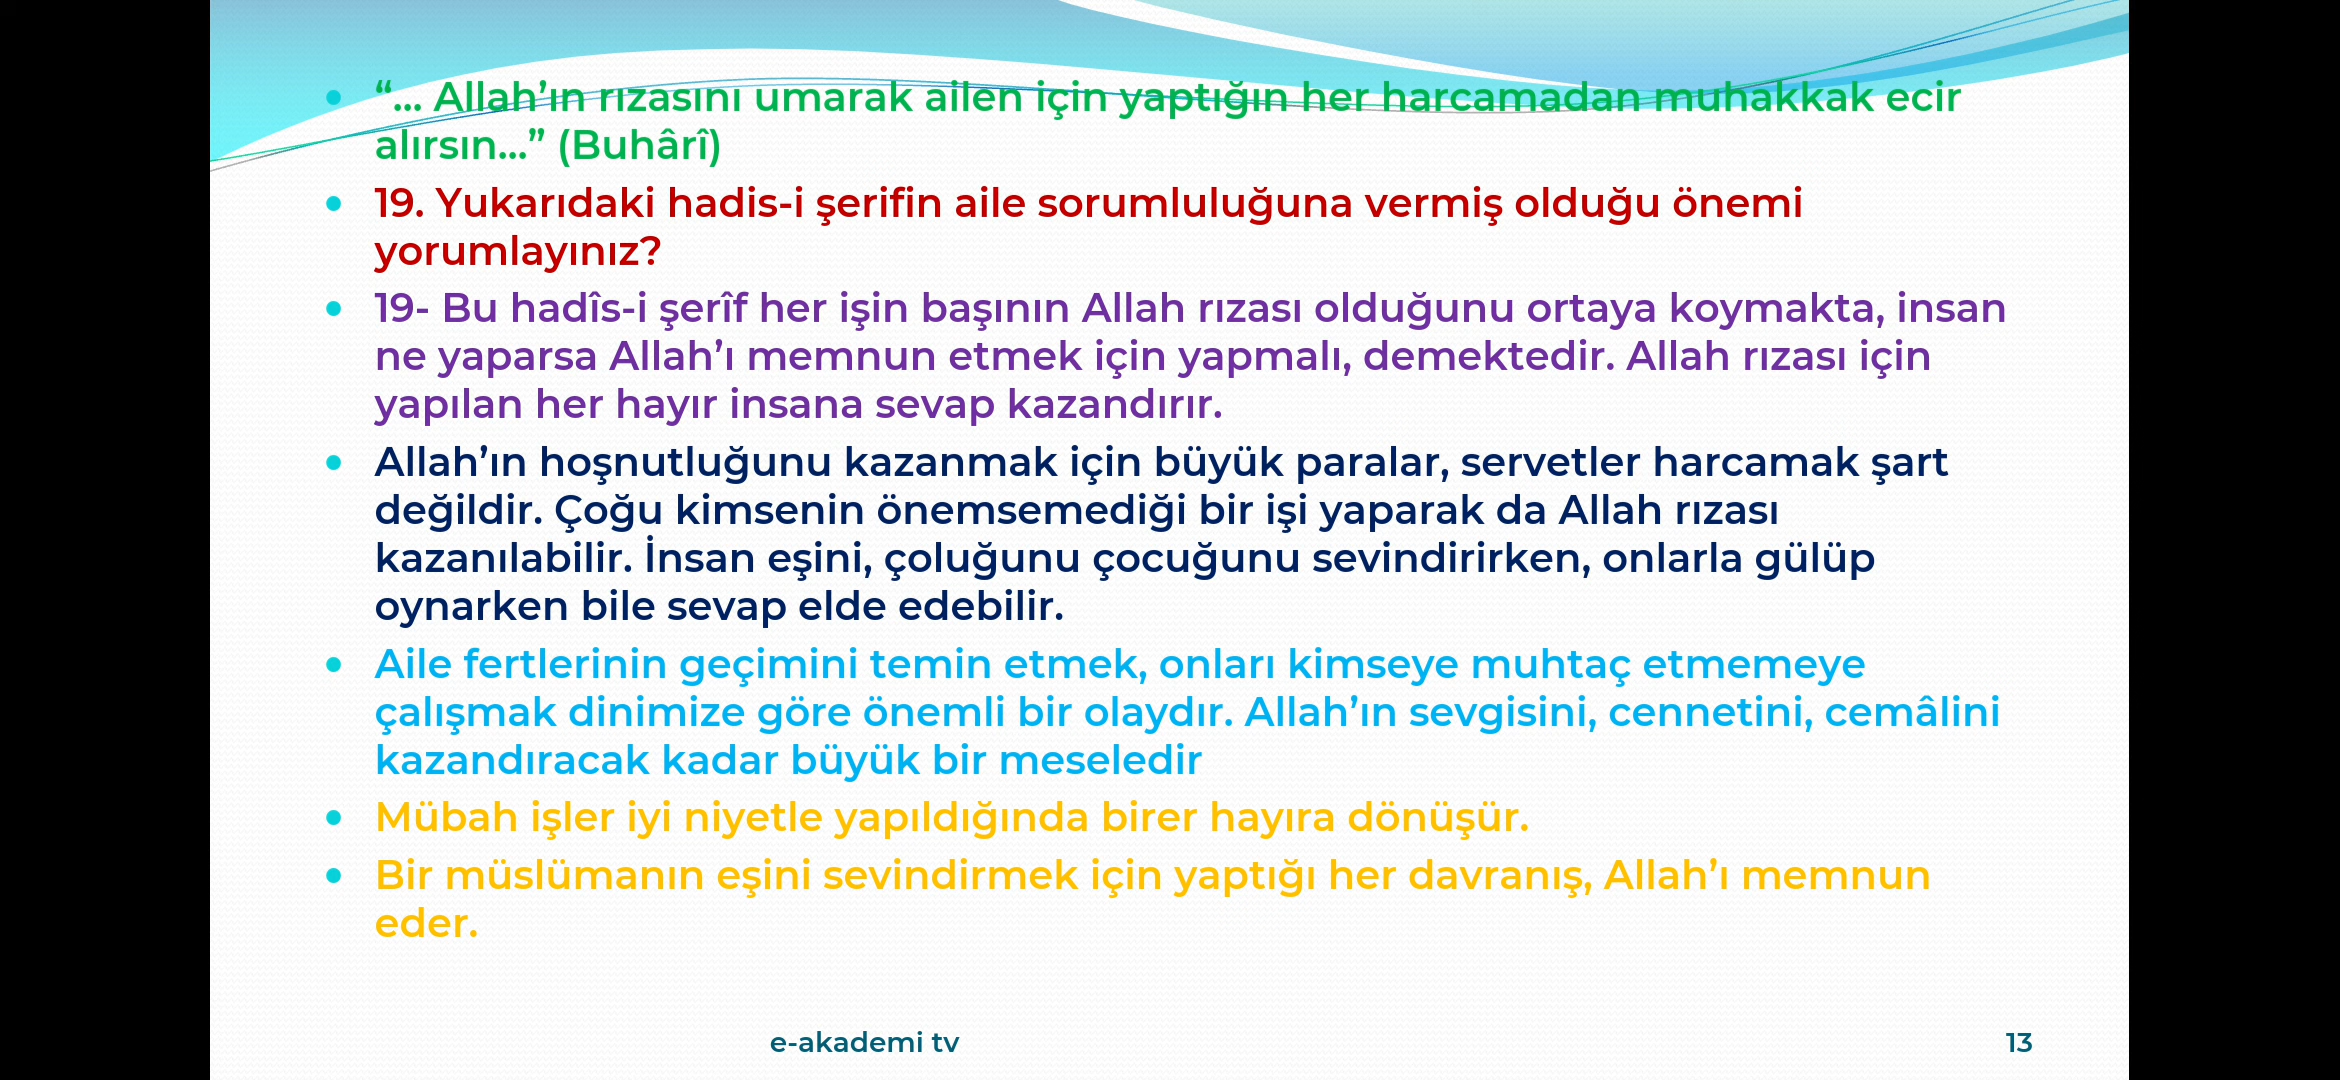 “... Allah’ın rızasını umarak ailen için yaptığın her harcamadan muhakkak ecir
alırsın...” (Buhârî)
19. Yukarıdaki hadis-i şerifin aile sorumluluğuna vermiş olduğu önemi
yorumlayınız?
19- Bu hadîs-i şerîf her işin başının Allah rızası olduğunu ortaya koymakta, insan
ne yaparsa Allah’ı memnun etmek için yapmalı, demektedir. Allah rızası için
yapılan her hayır insana sevap kazandırır.
Allah’ın hoşnutluğunu kazanmak için büyük paralar, servetler harcamak şart
değildir. Çoğu kimsenin önemsemediği bir işi yaparak da Allah rızası
kazanılabilir. İnsan eşini, çoluğunu çocuğunu sevindirirken, onlarla gülüp
oynarken bile sevap elde edebilir.
Aile fertlerinin geçimini temin etmek, onları kimseye muhtaç etmemeye
çalışmak dinimize göre önemli bir olaydır. Allah’ın sevgisini, cennetini, cemâlini
kazandıracak kadar büyük bir meseledir
Mübah işler iyi niyetle yapıldığında birer hayıra dönüşür.
Bir müslümanın eşini sevindirmek için yaptığı her davranış, Allah’ı memnun
eder.
e-akademi tv
13